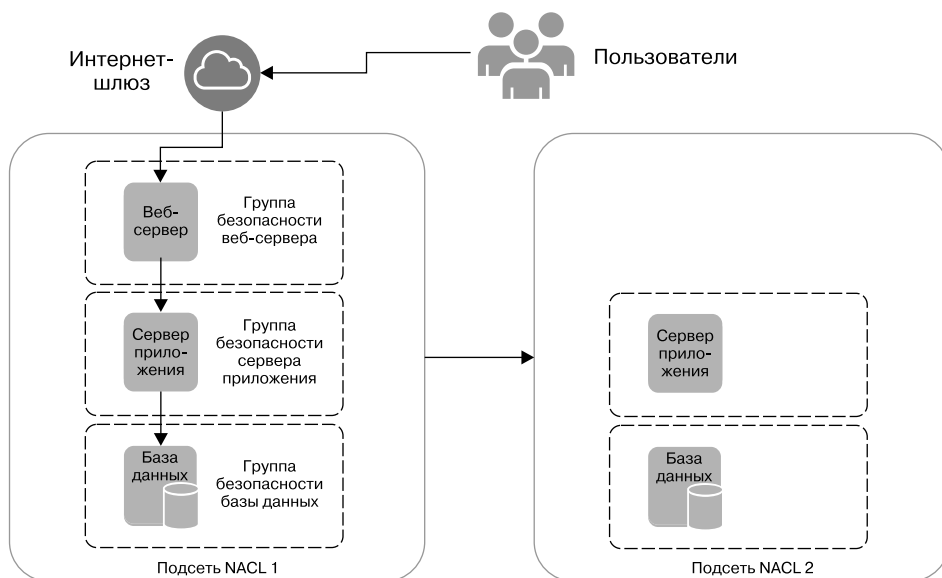 Интернет-
шлюз
Пользователи
Веб-
сервер
Группа
безопасности
веб-сервера
Сервер
прило-
жения
Группа
безопасности
сервера
приложения
База
данных
Группа
безопасности
базы данных
Подсеть NACL 1
Сервер
прило-
жения
База
данных
Подсеть NACL 2